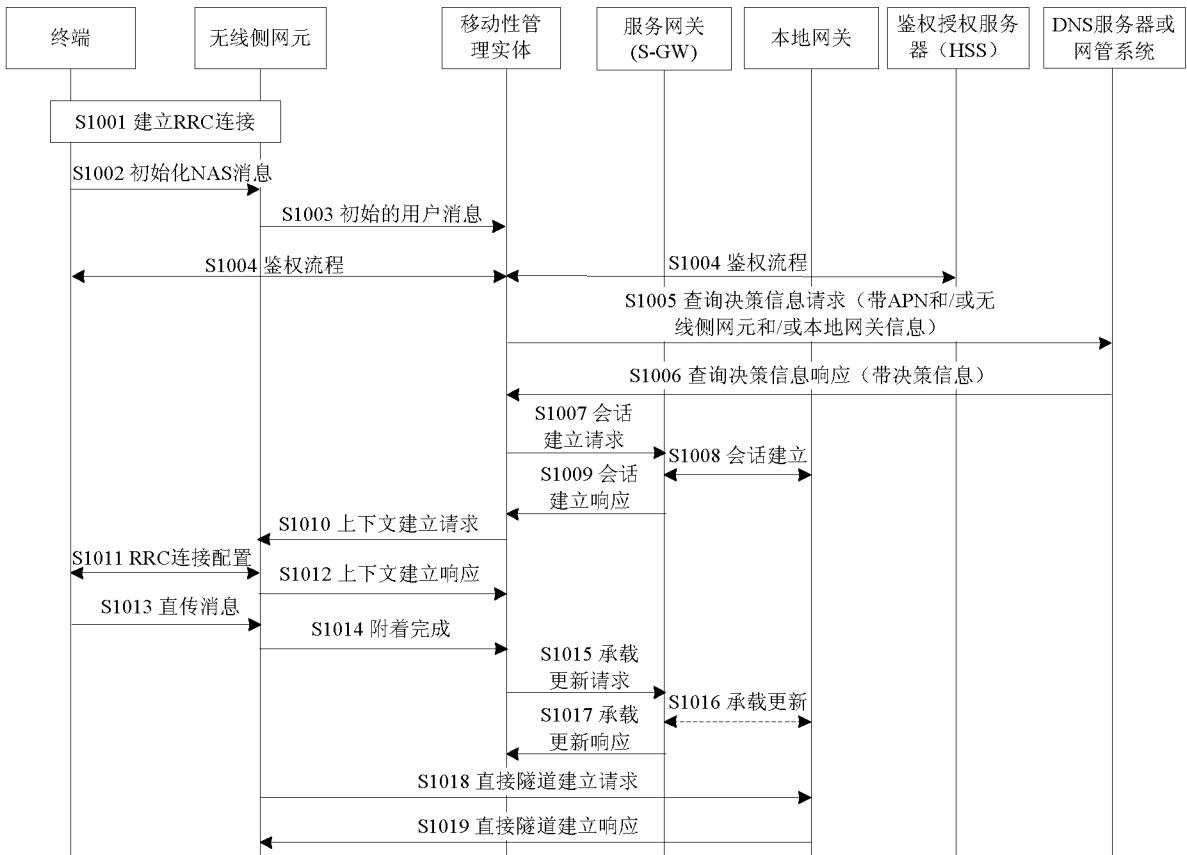 终端
无线侧网元
移动性管
理实体
服务网关
(S-GW)
本地网关
鉴权授权服务
器（HSS）
DNS服务器或
网管系统
S1001 建立RRC连接
S1002 初始化NAS消息
S1003 初始的用户消息
S1004 鉴权流程
S1004 鉴权流程
S1005 查询决策信息请求（带APN和/或无
线侧网元和/或本地网关信息）
S1006 查询决策信息响应（带决策信息）
S1007 会话
建立请求
S1008 会话建立
S1009 会话
建立响应
S1010 上下文建立请求
S1011 RRC连接配置
S1012 上下文建立响应
S1013 直传消息
S1014 附着完成
S1015 承载
更新请求
S1016 承载更新
S1017 承载
更新响应
S1018 直接隧道建立请求
S1019 直接隧道建立响应